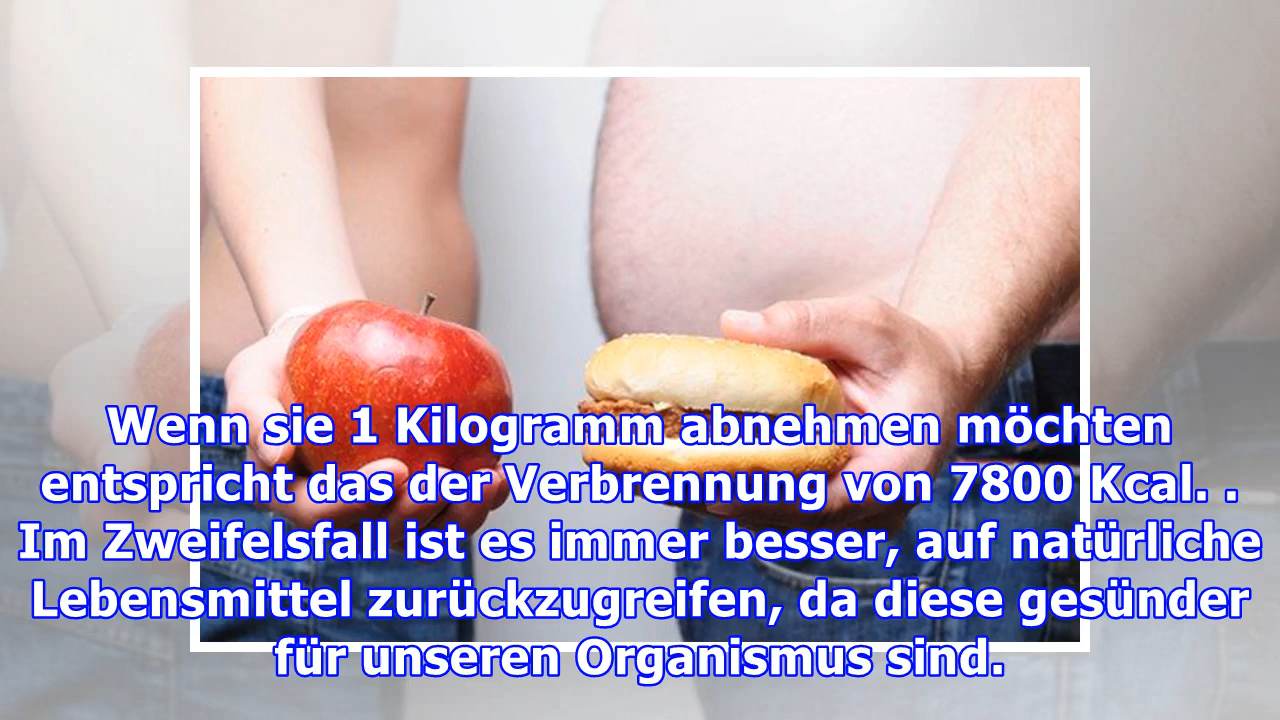 Wenn sie 1 Kilogramm abnehmen möchten
entspricht das der Verbrennung von 7800 Kcal. .
Im Zweifelsfall ist es immer besser, auf natürliche
Lebensmittel zurückzugreifen, da diese gesünder
für unseren Organismus sind.